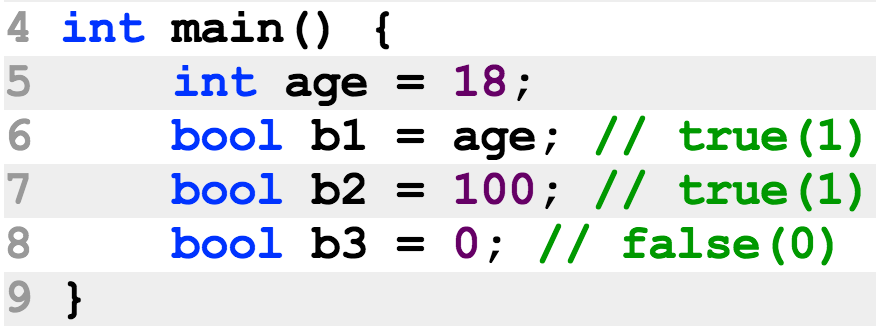 4 int main() {
5     int age = 18;
6     bool b1 = age; // true(1)
7     bool b2 = 100; // true(1)
8     bool b3 = 0; // false(0)
9 }